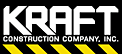 KRAFT
CONSTRUCTION COMPANY, INC.